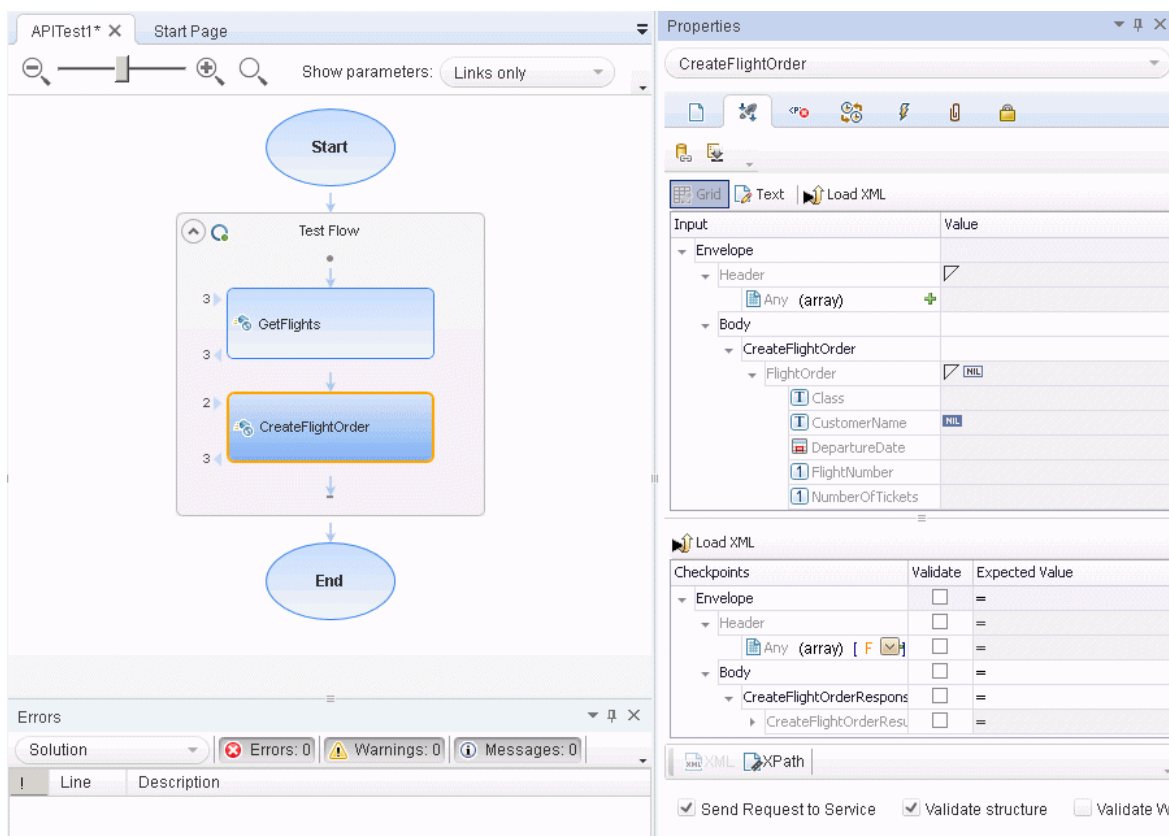 APITest1*
Start Page
Show parameters: Links only
Start
Test Flow
3
GetFlights
3
2
CreateFlightOrder
3
End
Errors
Solution
Errors: 0
Warnings: 0
Messages: 0
! Line Description
Properties
CreateFlightOrder
Grid Text Load XML
Input Value
Envelope
Header
Any (array)
Body
CreateFlightOrder
FlightOrder NIL
Class
CustomerName NIL
DepartureDate
FlightNumber
NumberOfTickets
Load XML
Checkpoints Validate Expected Value
Envelope =
Header =
Any (array) [ F ] =
Body =
CreateFlightOrderRespons =
CreateFlightOrderResu =
XML XPath
Send Request to Service Validate structure Validate W